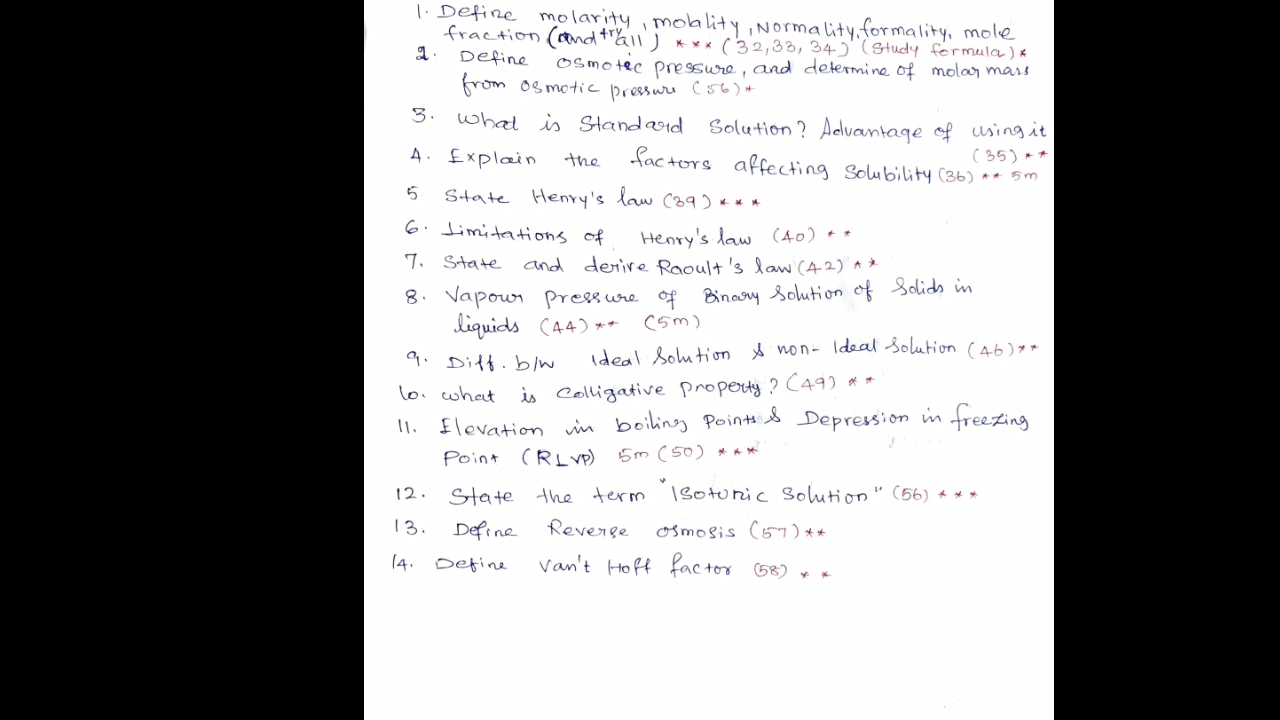 1. Define molarity, molality, Normality, formality, mole
fraction (and try all) *** (32,33, 34) (Study formula)*
2. Define osmotic pressure, and determine of molar mass
from osmotic pressure (56)*
3. What is Standard Solution? Advantage of using it
(35) **
4. Explain the factors affecting Solubility (36) ** 5m
5 State Henry's law (39) ***
6. Limitations of Henry's law (40) **
7. State and derive Raoult's law (42) **
8. Vapour pressure of Binary Solution of Solids in
liquids (44) ** (5m)
9. Diff. b/w Ideal Solution & non-Ideal Solution (46)**
10. What is Colligative property? (49) **
11. Elevation in boiling Points & Depression in freezing
Point (RLVP) 5m (50) ***
12. State the term "Isotonic Solution" (56) ***
13. Define Reverse osmosis (57)**
14. Define Van't Hoff factor (58) **